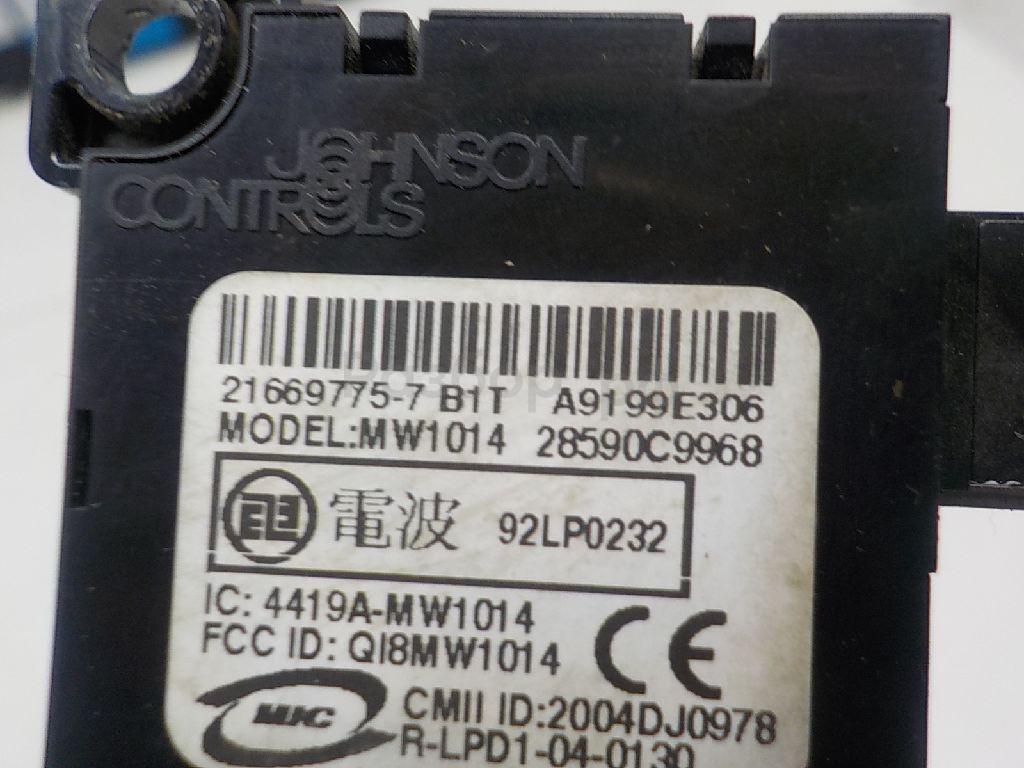 JOHNSON
CONTROLS
21669775-7 B1T A9199E306
MODEL:MW1014 28590C9968
電波 92LP0232
IC: 4419A-MW1014
FCC ID: QI8MW1014
CE
MIC CMII ID:2004DJ0978
R-LPD1-04-0130